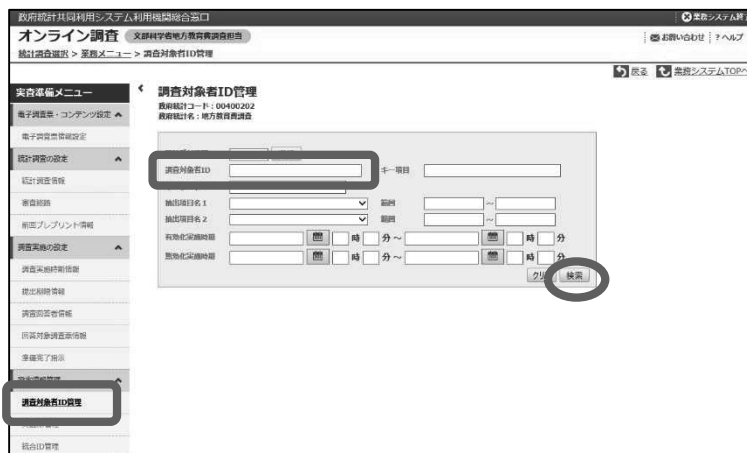 政府統計共同利用システム利用機関総合窓口
業務システム終
オンライン調査 文部科学省地方教育費調査担当
お問い合わせ ? ヘルプ
統計調査選択 > 業務メニュー > 調査対象者ID管理
戻る 業務システムTOPへ
実査準備メニュー
電子調査票・コンテンツ設定
電子調査票情報設定
統計調査の設定
統計調査情報
審査経路
前回プレプリント情報
調査実施の設定
調査実施時期情報
提出期限情報
調査回答者情報
回答対象調査票情報
準備完了指示
調査対象者ID管理
統合ID管理
調査対象者ID管理
政府統計コード:00400202
政府統計名:地方教育費調査
調査対象者ID キー項目
抽出項目名1 範囲 ~
抽出項目名2 範囲 ~
有効化実施時期 時 分 ~ 時 分
無効化実施時期 時 分 ~ 時 分
検索